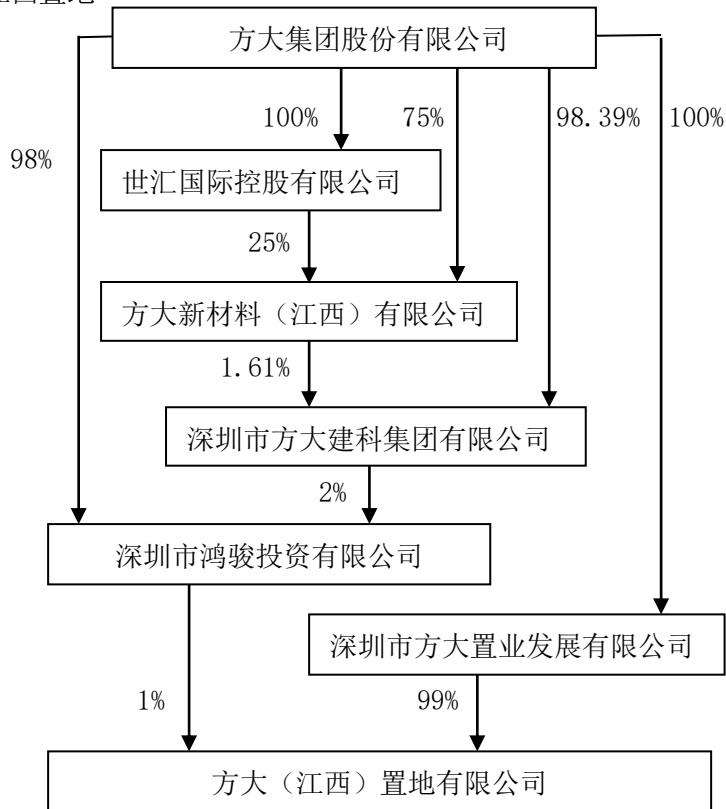 方大集团股份有限公司
100%
75%
98.39%
100%
98%
世汇国际控股有限公司
25%
方大新材料（江西）有限公司
1.61%
深圳市方大建科集团有限公司
2%
深圳市鸿骏投资有限公司
深圳市方大置业发展有限公司
1%
99%
方大（江西）置地有限公司